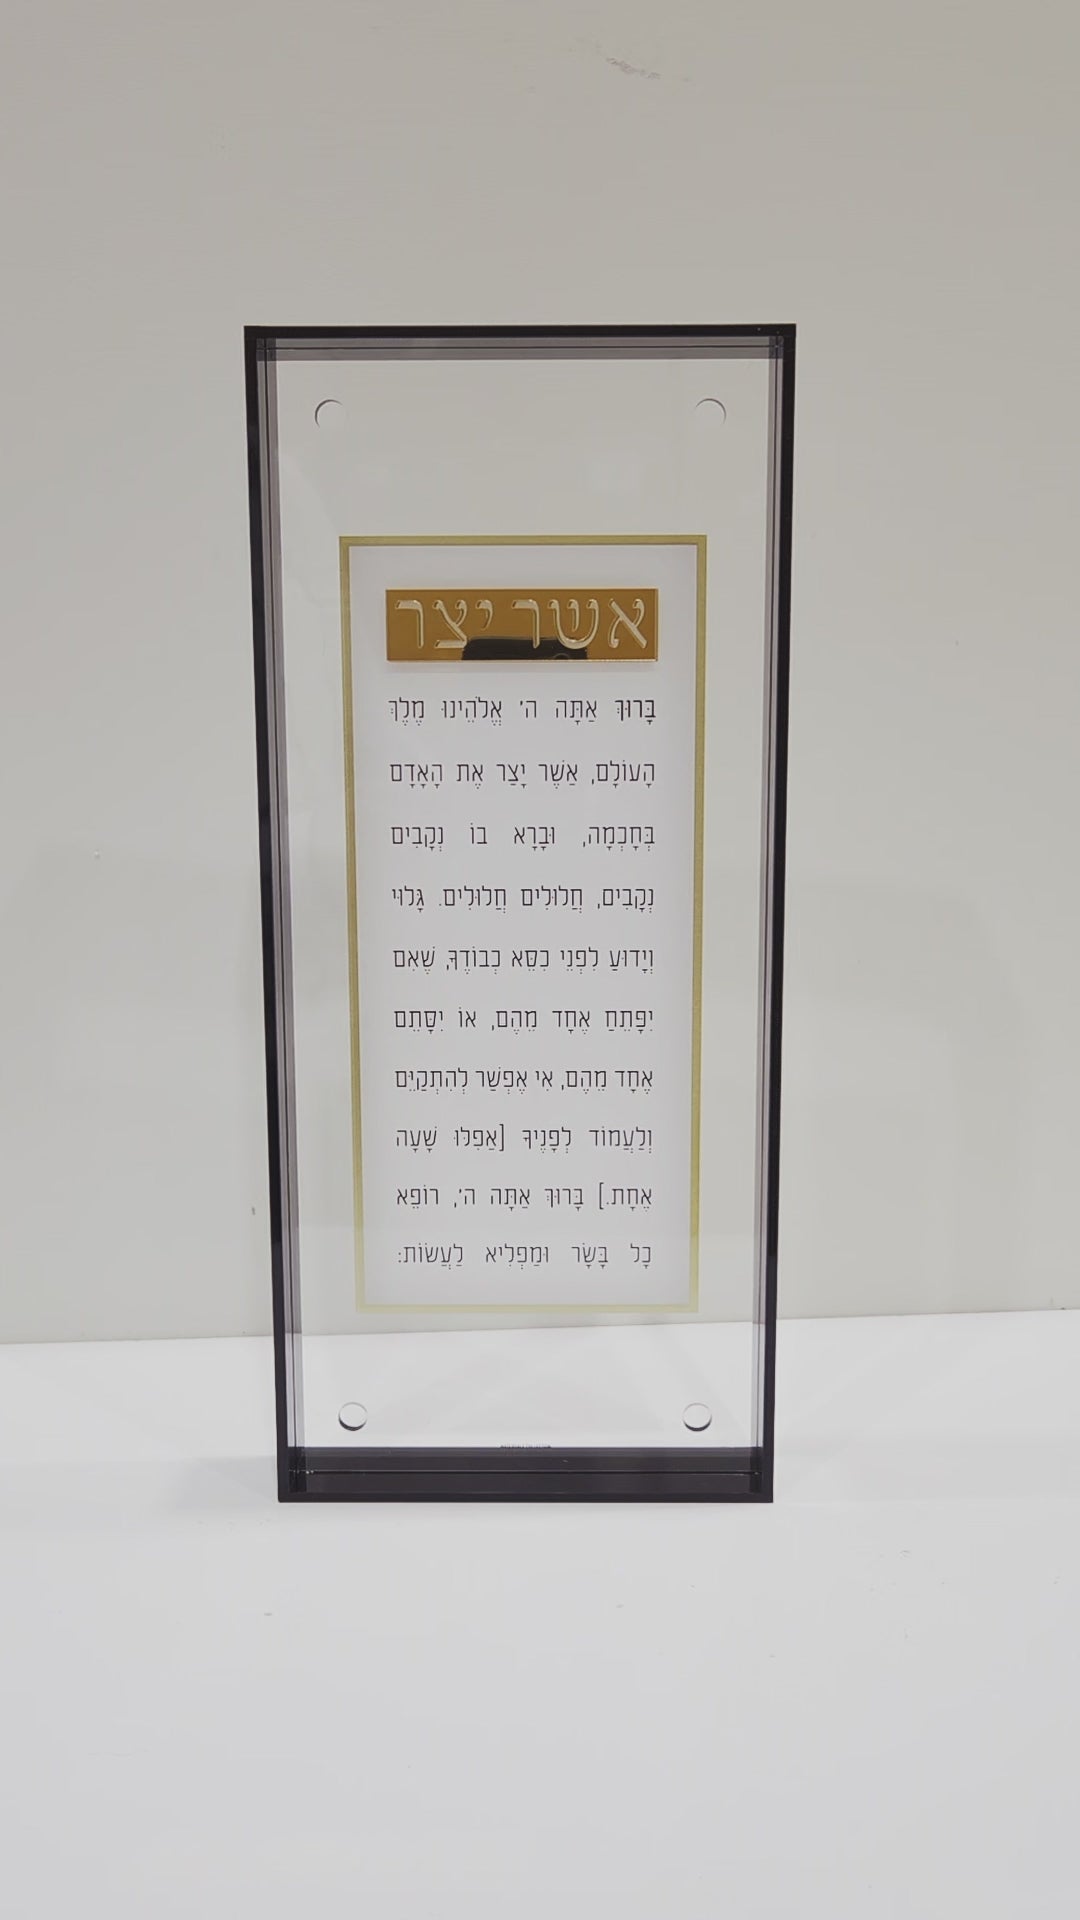 אשר יצר
בָּרוּךְ אַתָּה ה' אֱלֹהֵינוּ מֶלֶךְ
הָעוֹלָם, אֲשֶׁר יָצַר אֶת הָאָדָם
בְּחָכְמָה, וּבָרָא בוֹ נְקָבִים
נְקָבִים, חֲלוּלִים חֲלוּלִים. גָּלוּי
וְיָדוּעַ לִפְנֵי כִסֵּא כְבוֹדֶךָ, שֶׁאִם
יִפָּתֵחַ אֶחָד מֵהֶם, אוֹ יִסָּתֵם
אֶחָד מֵהֶם, אִי אֶפְשַׁר לְהִתְקַיֵּם
וְלַעֲמוֹד לְפָנֶיךָ [אֲפִלּוּ שָׁעָה
אֶחָת.] בָּרוּךְ אַתָּה ה', רוֹפֵא
כָל בָּשָׂר וּמַפְלִיא לַעֲשׂוֹת: